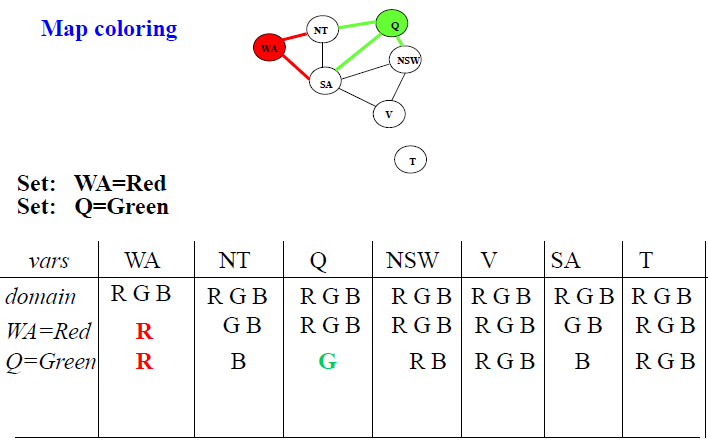 Map coloring
NT
Q
WA
NSW
SA
V
T
Set: WA=Red
Set: Q=Green
vars WA NT Q NSW V SA T
domain R G B R G B R G B R G B R G B R G B R G B
WA=Red R G B R G B R G B R G B G B R G B
Q=Green R B G R B R G B B R G B